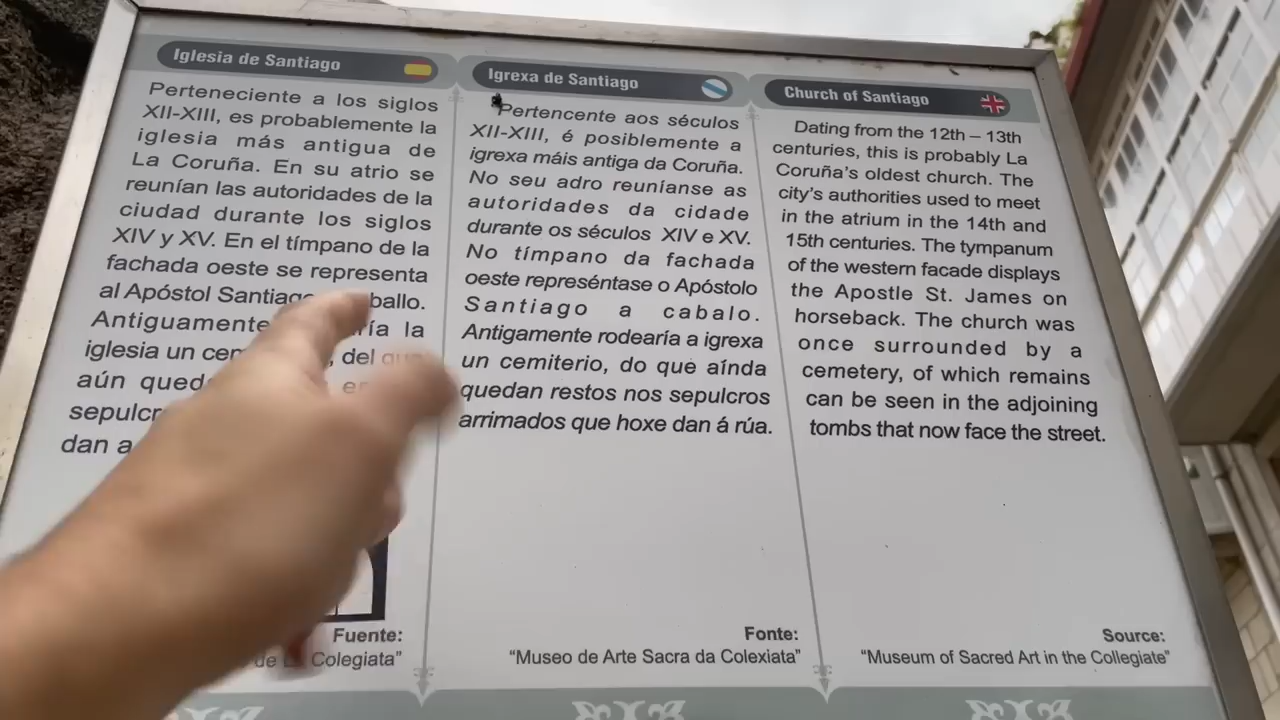 Iglesia de Santiago
Perteneciente a los siglos
XII-XIII, es probablemente la
iglesia más antigua de
La Coruña. En su atrio se
reunían las autoridades de la
ciudad durante los siglos
XIV y XV. En el tímpano de la
fachada oeste se representa
al Apóstol Santiago
Antiguamente la
iglesia un del
aún
dan a
Fuente:
de Colegiata”
Igrexa de Santiago
Pertencente aos séculos
XII-XIII, é posiblemente a
igrexa máis antiga da Coruña.
No seu adro reuníanse as
autoridades da cidade
durante os séculos XIV e XV.
No tímpano da fachada
oeste represéntase o Apóstolo
Santiago a cabalo.
Antigamente rodearía a igrexa
un cemiterio, do que aínda
quedan restos nos sepulcros
arrimados que hoxe dan á rúa.
Fonte:
“Museo de Arte Sacra da Colexiata”
Church of Santiago
Dating from the 12th – 13th
centuries, this is probably La
Coruña’s oldest church. The
city’s authorities used to meet
in the atrium in the 14th and
15th centuries. The tympanum
of the western facade displays
the Apostle St. James on
horseback. The church was
once surrounded by a
cemetery, of which remains
can be seen in the adjoining
tombs that now face the street.
Source:
“Museum of Sacred Art in the Collegiate”